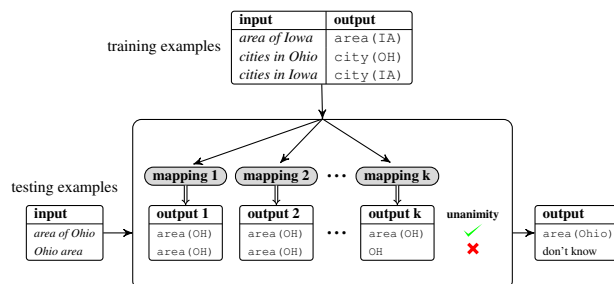 input output
training examples
area of Iowa area(IA)
cities in Ohio city(OH)
cities in Iowa city(IA)
mapping 1 mapping 2 ... mapping k
testing examples
input output 1 output 2 output k unanimity output
area of Ohio area(OH) area(OH) area(OH) area(Ohio)
Ohio area area(OH) area(OH) ... OH don't know